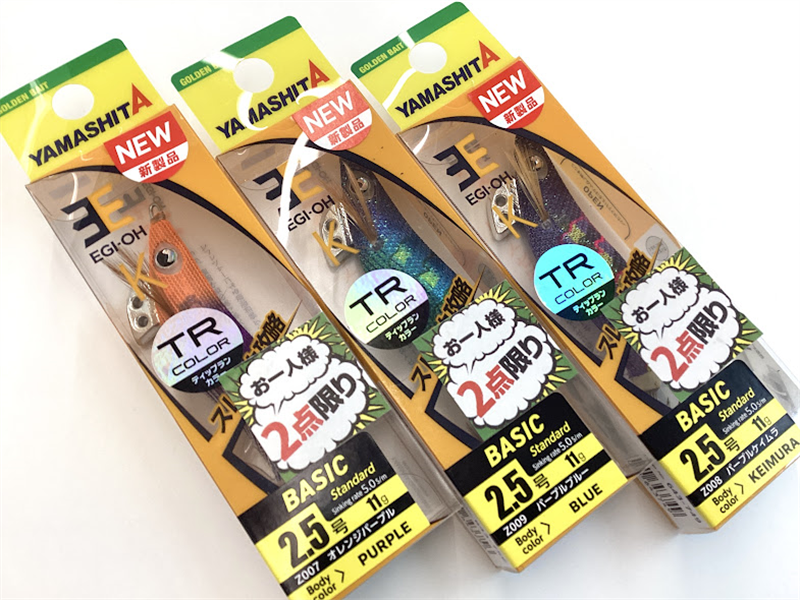 GOLDEN BAIT
YAMASHITA
NEW
新製品
EGI-OH
K
TR
COLOR
ティップラン
カラー
お一人様
2点限り
BASIC
Standard
Sinking rate 5.0s/m
2.5号 11g
Z007 オレンジパープル
Body color > PURPLE
GOLDEN BAIT
YAMASHITA
NEW
新製品
EGI-OH
K
OPEN
TR
COLOR
ティップラン
カラー
お一人様
2点限り
BASIC
Standard
Sinking rate 5.0s/m
2.5号 11g
Z009 パープルブルー
Body color > BLUE
GOLDEN BAIT
YAMASHITA
NEW
新製品
EGI-OH
K
OPEN
TR
COLOR
ティップラン
カラー
お一人様
2点限り
BASIC
Standard
Sinking rate 5.0s/m
2.5号 11g
Z008 パープルケイムラ
Body color > KEIMURA